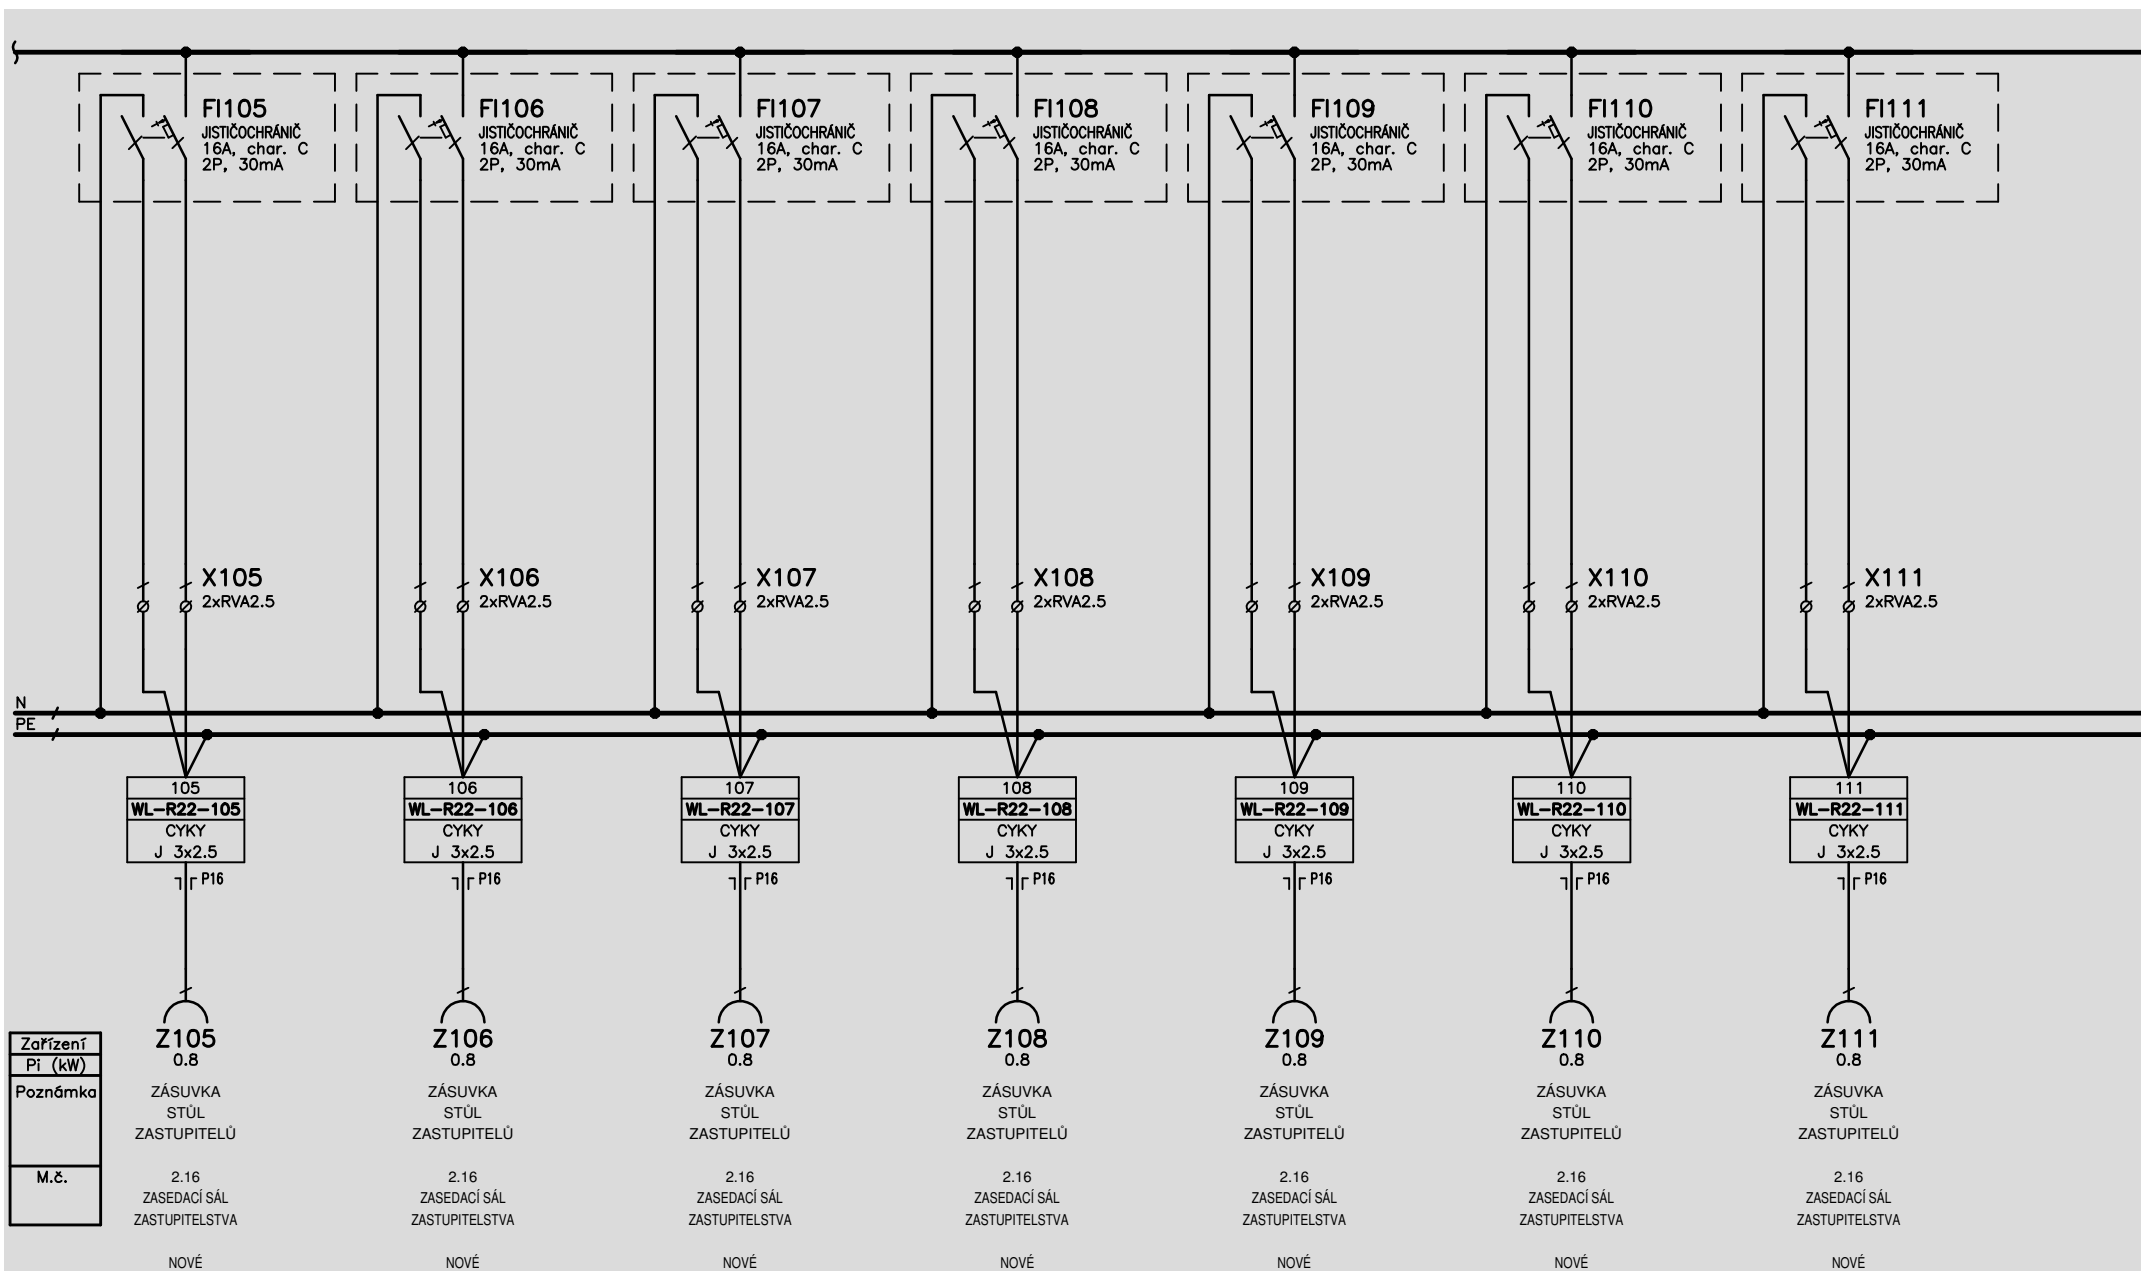 FI105
JISTIČOCHRÁNIČ
16A, char. C
2P, 30mA
FI106
JISTIČOCHRÁNIČ
16A, char. C
2P, 30mA
FI107
JISTIČOCHRÁNIČ
16A, char. C
2P, 30mA
FI108
JISTIČOCHRÁNIČ
16A, char. C
2P, 30mA
FI109
JISTIČOCHRÁNIČ
16A, char. C
2P, 30mA
FI110
JISTIČOCHRÁNIČ
16A, char. C
2P, 30mA
FI111
JISTIČOCHRÁNIČ
16A, char. C
2P, 30mA
X105
2xRVA2.5
X106
2xRVA2.5
X107
2xRVA2.5
X108
2xRVA2.5
X109
2xRVA2.5
X110
2xRVA2.5
X111
2xRVA2.5
N
PE
105
WL-R22-105
CYKY
J 3x2.5
P16
106
WL-R22-106
CYKY
J 3x2.5
P16
107
WL-R22-107
CYKY
J 3x2.5
P16
108
WL-R22-108
CYKY
J 3x2.5
P16
109
WL-R22-109
CYKY
J 3x2.5
P16
110
WL-R22-110
CYKY
J 3x2.5
P16
111
WL-R22-111
CYKY
J 3x2.5
P16
Zařízení
Pi (kW)
Poznámka
M.č.
Z105
0.8
ZÁSUVKA
STŮL
ZASTUPITELŮ
2.16
ZASEDACÍ SÁL
ZASTUPITELSTVA
NOVÉ
Z106
0.8
ZÁSUVKA
STŮL
ZASTUPITELŮ
2.16
ZASEDACÍ SÁL
ZASTUPITELSTVA
NOVÉ
Z107
0.8
ZÁSUVKA
STŮL
ZASTUPITELŮ
2.16
ZASEDACÍ SÁL
ZASTUPITELSTVA
NOVÉ
Z108
0.8
ZÁSUVKA
STŮL
ZASTUPITELŮ
2.16
ZASEDACÍ SÁL
ZASTUPITELSTVA
NOVÉ
Z109
0.8
ZÁSUVKA
STŮL
ZASTUPITELŮ
2.16
ZASEDACÍ SÁL
ZASTUPITELSTVA
NOVÉ
Z110
0.8
ZÁSUVKA
STŮL
ZASTUPITELŮ
2.16
ZASEDACÍ SÁL
ZASTUPITELSTVA
NOVÉ
Z111
0.8
ZÁSUVKA
STŮL
ZASTUPITELŮ
2.16
ZASEDACÍ SÁL
ZASTUPITELSTVA
NOVÉ